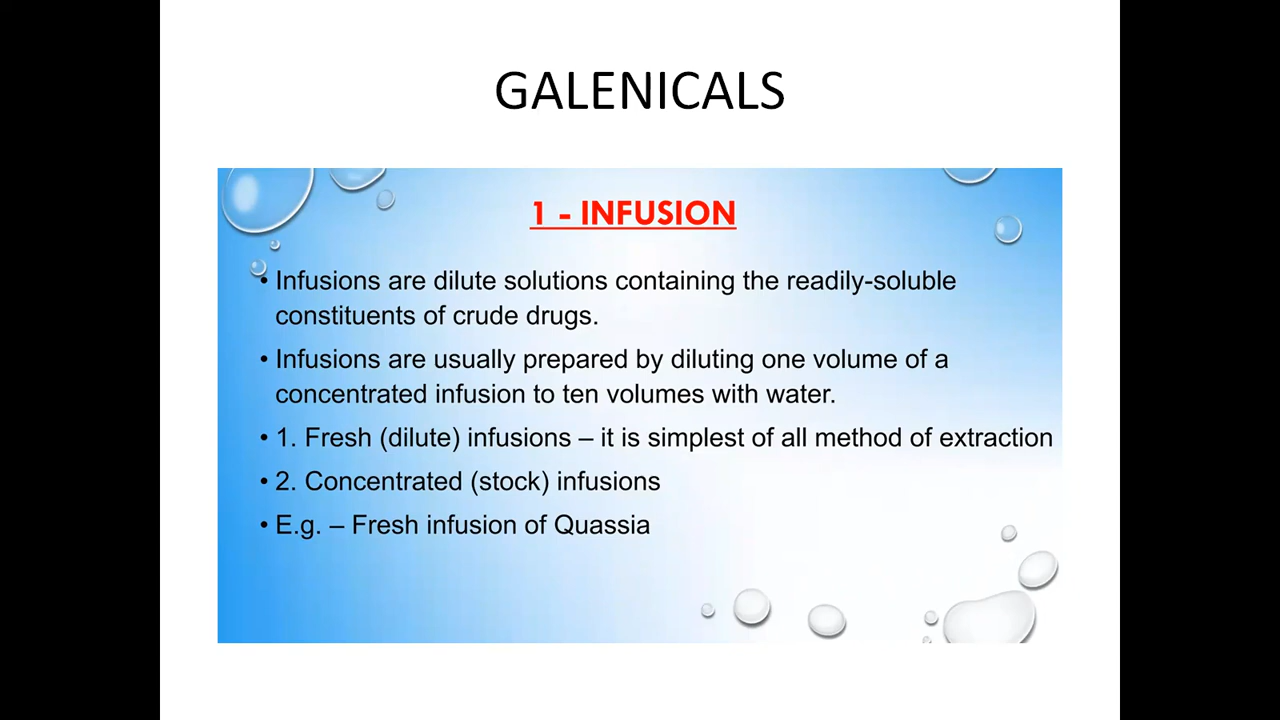 GALENICALS
1 - INFUSION
• Infusions are dilute solutions containing the readily-soluble
constituents of crude drugs.
• Infusions are usually prepared by diluting one volume of a
concentrated infusion to ten volumes with water.
• 1. Fresh (dilute) infusions – it is simplest of all method of extraction
• 2. Concentrated (stock) infusions
• E.g. – Fresh infusion of Quassia